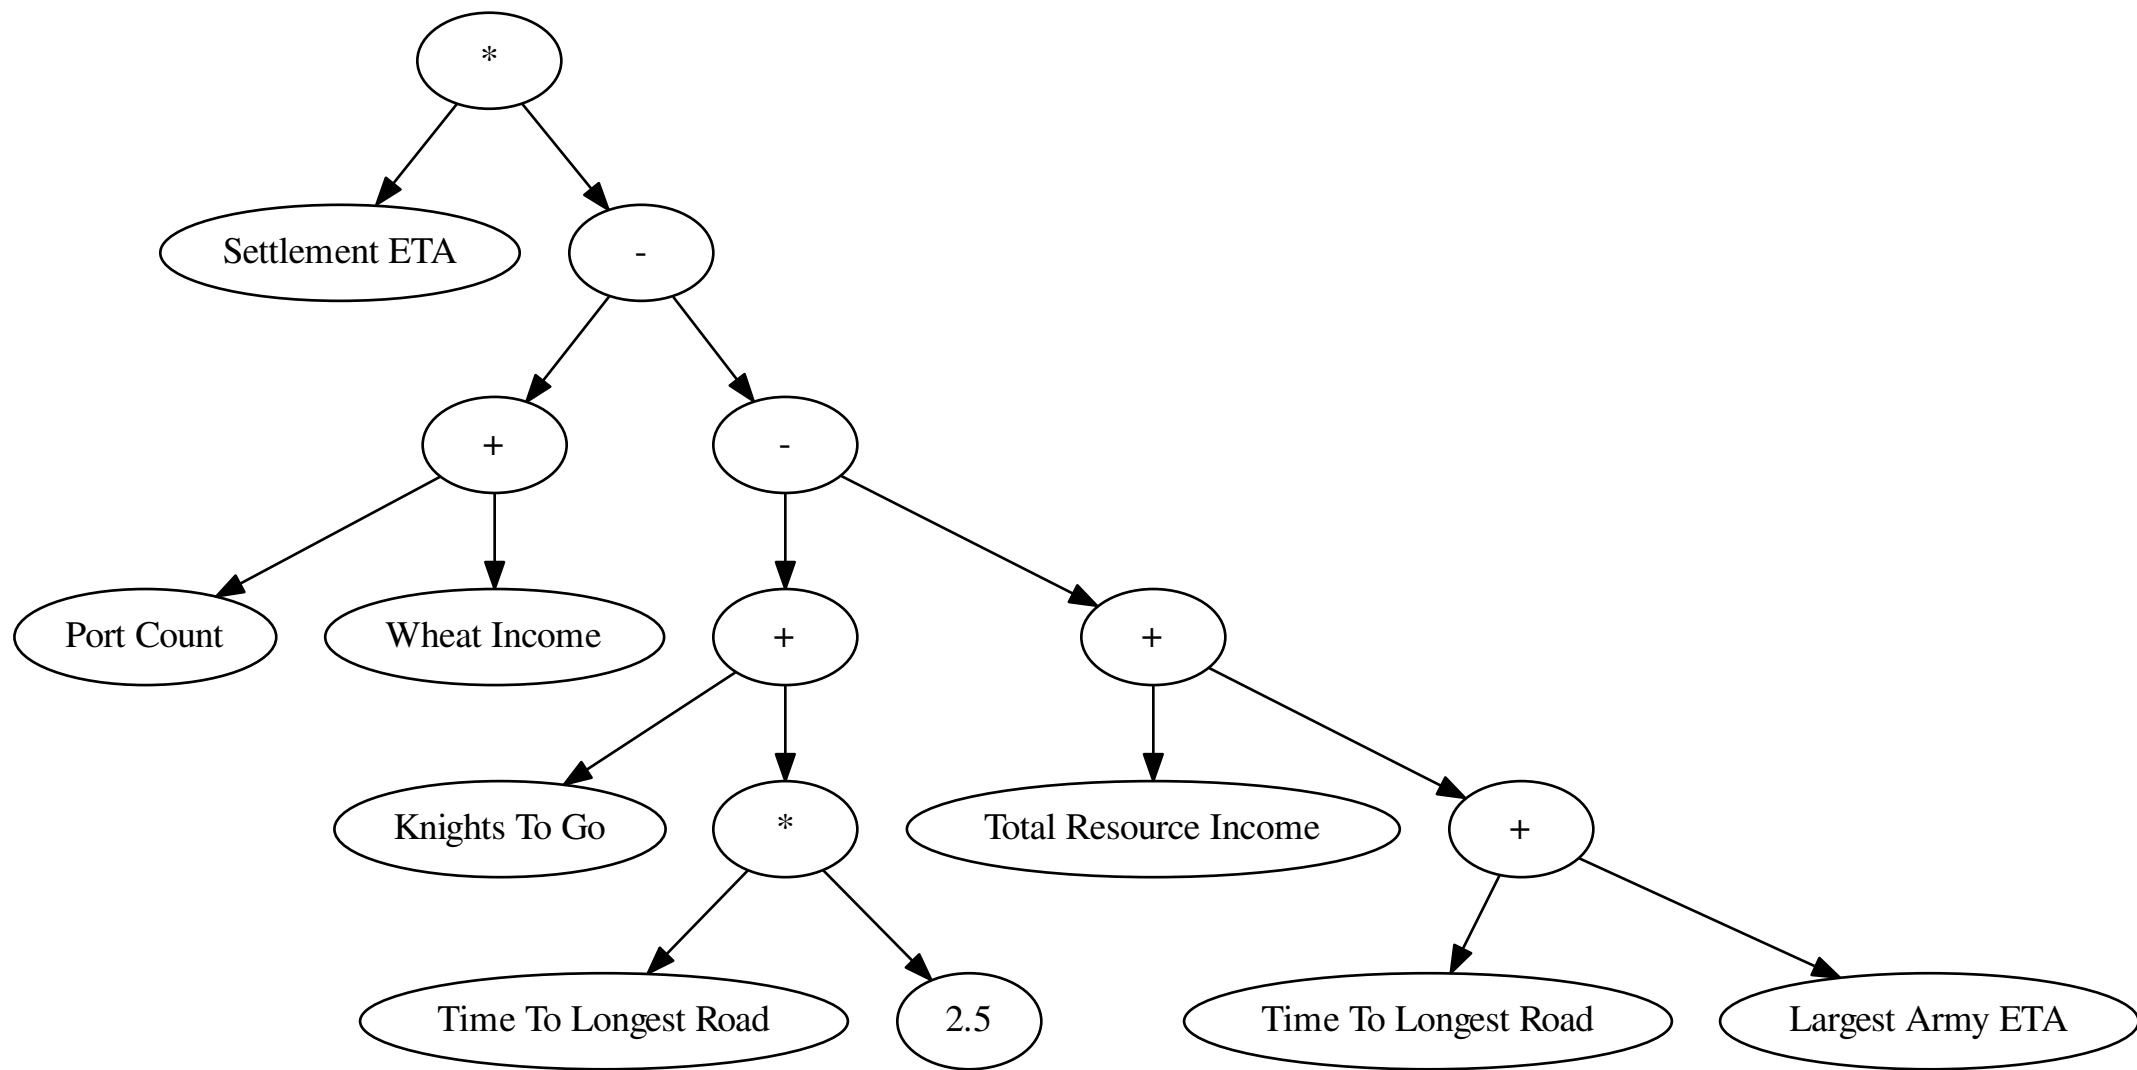 *
Settlement ETA
-
+
-
Port Count
Wheat Income
+
+
Knights To Go
*
Total Resource Income
+
Time To Longest Road
2.5
Time To Longest Road
Largest Army ETA